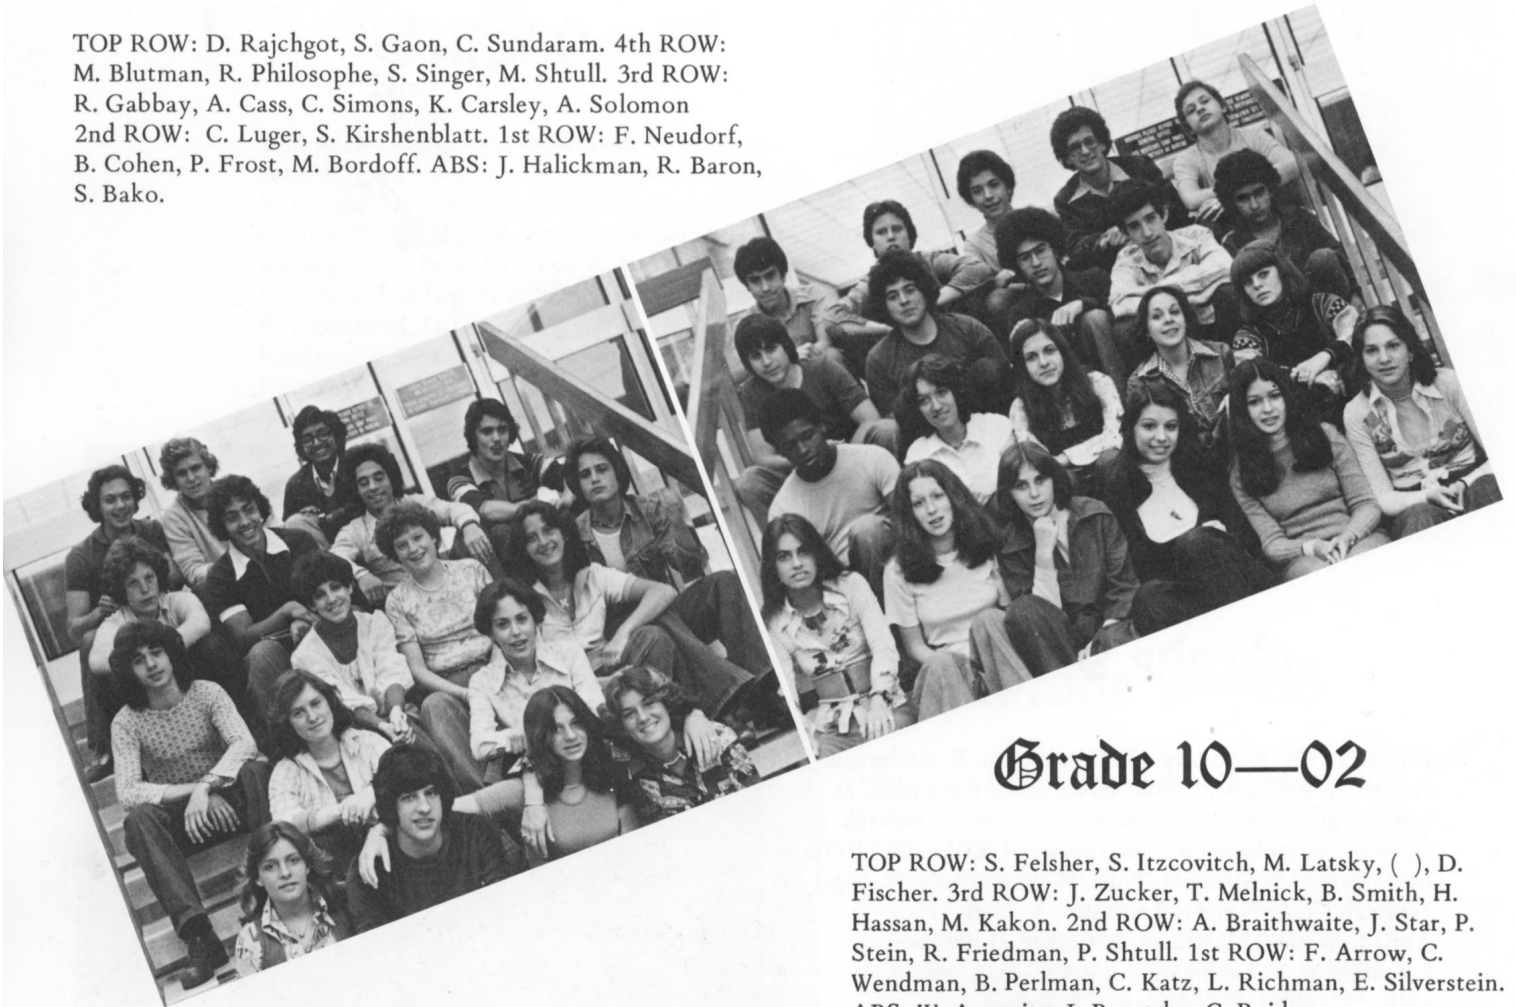 TOP ROW: D. Rajchgot, S. Gaon, C. Sundaram. 4th ROW:
M. Blutman, R. Philosophe, S. Singer, M. Shtull. 3rd ROW:
R. Gabbay, A. Cass, C. Simons, K. Carsley, A. Solomon
2nd ROW: C. Luger, S. Kirshenblatt. 1st ROW: F. Neudorf,
B. Cohen, P. Frost, M. Bordoff. ABS: J. Halickman, R. Baron,
S. Bako.
Grade 10—02
TOP ROW: S. Felsher, S. Itzcovitch, M. Latsky, ( ), D.
Fischer. 3rd ROW: J. Zucker, T. Melnick, B. Smith, H.
Hassan, M. Kakon. 2nd ROW: A. Braithwaite, J. Star, P.
Stein, R. Friedman, P. Shtull. 1st ROW: F. Arrow, C.
Wendman, B. Perlman, C. Katz, L. Richman, E. Silverstein.